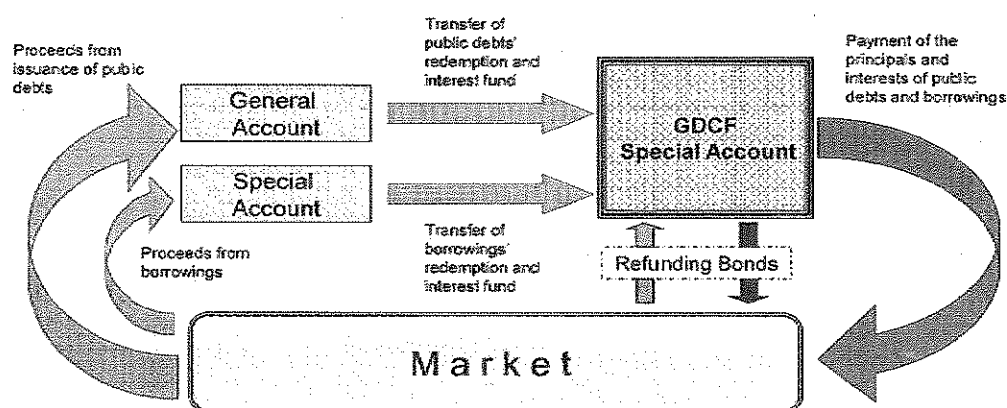 Proceeds from
issuance of pubic
debts
General
Account
Special
Account
Proceeds from
borrowings
Transfer of
public debts'
redemption and
interest fund
Transfer of
borrowings'
redemption and
interest fund
GDCF
Special Account
Refunding Bonds
Payment of the
principals and
interests of public
debts and borrowings
Market